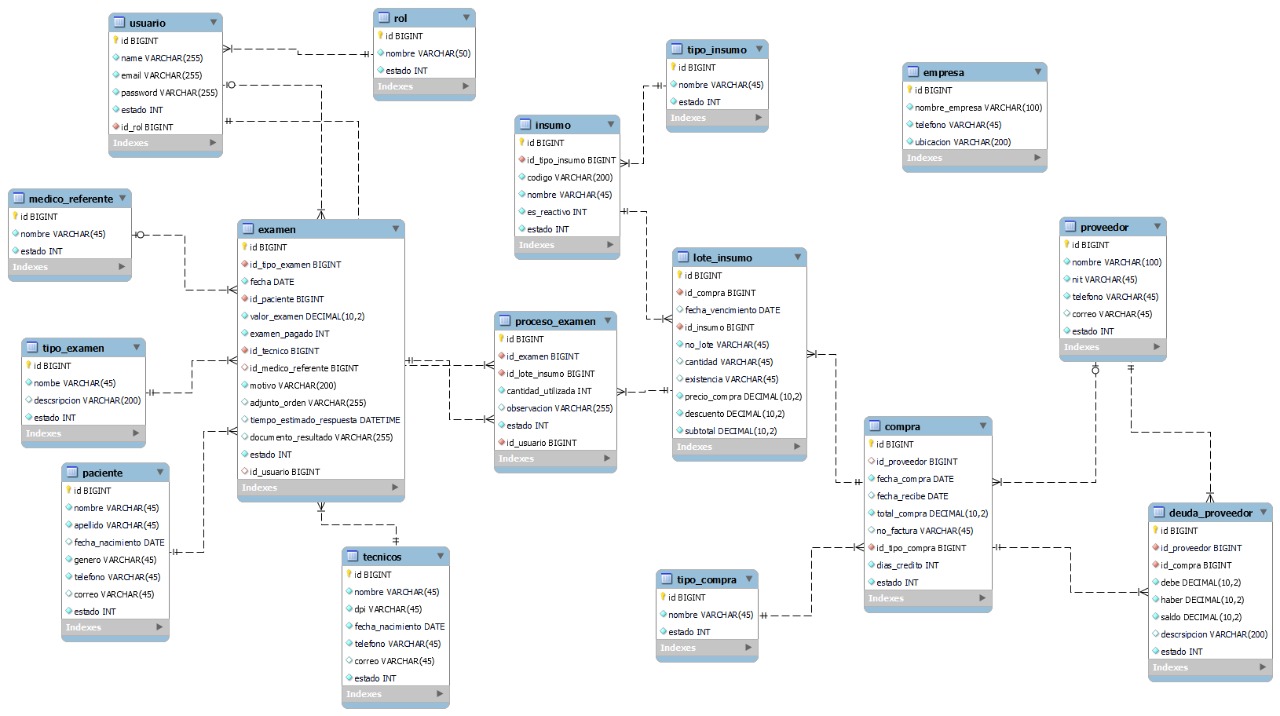 usuario
id BIGINT
name VARCHAR(255)
email VARCHAR(255)
password VARCHAR(255)
estado INT
id_rol BIGINT
Indexes
rol
id BIGINT
nombre VARCHAR(50)
estado INT
Indexes
tipo_insumo
id BIGINT
nombre VARCHAR(45)
estado INT
Indexes
empresa
id BIGINT
nombre_empresa VARCHAR(100)
telefono VARCHAR(45)
ubicacion VARCHAR(200)
Indexes
insumo
id BIGINT
id_tipo_insumo BIGINT
codigo VARCHAR(200)
nombre VARCHAR(45)
es_reactivo INT
estado INT
Indexes
medico_referente
id BIGINT
nombre VARCHAR(45)
estado INT
Indexes
examen
id BIGINT
id_tipo_examen BIGINT
fecha DATE
id_paciente BIGINT
valor_examen DECIMAL(10,2)
examen_pagado INT
id_tecnico BIGINT
id_medico_referente BIGINT
motivo VARCHAR(200)
adjunto_orden VARCHAR(255)
tiempo_estimado_respuesta DATETIME
documento_resultado VARCHAR(255)
estado INT
id_usuario BIGINT
Indexes
proveedor
id BIGINT
nombre VARCHAR(100)
nit VARCHAR(45)
telefono VARCHAR(45)
correo VARCHAR(45)
estado INT
Indexes
lote_insumo
id BIGINT
id_compra BIGINT
fecha_vencimiento DATE
id_insumo BIGINT
no_lote VARCHAR(45)
cantidad VARCHAR(45)
existencia VARCHAR(45)
precio_compra DECIMAL(10,2)
descuento DECIMAL(10,2)
subtotal DECIMAL(10,2)
Indexes
proceso_examen
id BIGINT
id_examen BIGINT
id_lote_insumo BIGINT
cantidad_utilizada INT
observacion VARCHAR(255)
estado INT
id_usuario BIGINT
Indexes
tipo_examen
id BIGINT
nombe VARCHAR(45)
descsripcion VARCHAR(200)
estado INT
Indexes
compra
id BIGINT
id_proveedor BIGINT
fecha_compra DATE
fecha_recibe DATE
total_compra DECIMAL(10,2)
no_factura VARCHAR(45)
id_tipo_compra BIGINT
dias_credito INT
estado INT
Indexes
paciente
id BIGINT
nombre VARCHAR(45)
apellido VARCHAR(45)
fecha_nacimiento DATE
genero VARCHAR(45)
telefono VARCHAR(45)
correo VARCHAR(45)
estado INT
Indexes
deuda_proveedor
id BIGINT
id_proveedor BIGINT
id_compra BIGINT
debe DECIMAL(10,2)
haber DECIMAL(10,2)
saldo DECIMAL(10,2)
descrsipcion VARCHAR(200)
estado INT
Indexes
tecnicos
id BIGINT
nombre VARCHAR(45)
dpi VARCHAR(45)
fecha_nacimiento DATE
telefono VARCHAR(45)
correo VARCHAR(45)
estado INT
Indexes
tipo_compra
id BIGINT
nombre VARCHAR(45)
estado INT
Indexes